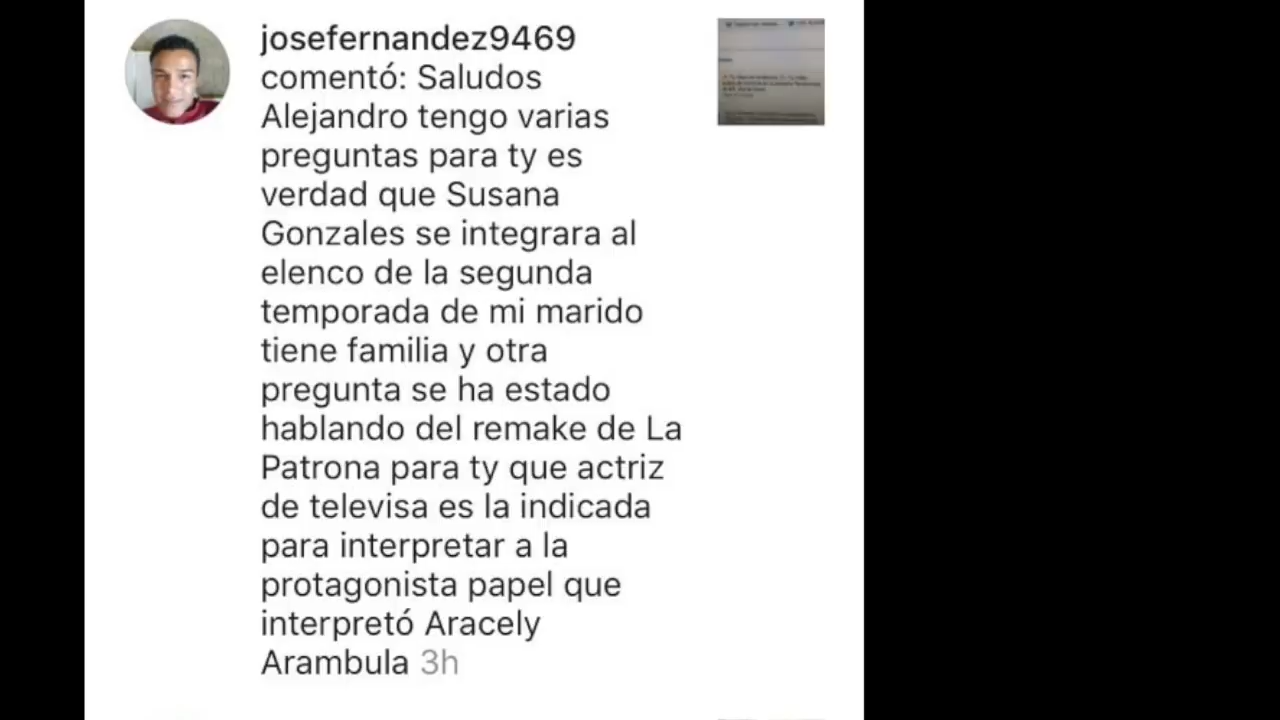 josefernandez9469
comentó: Saludos
Alejandro tengo varias
preguntas para ty es
verdad que Susana
Gonzales se integrara al
elenco de la segunda
temporada de mi marido
tiene familia y otra
pregunta se ha estado
hablando del remake de La
Patrona para ty que actriz
de televisa es la indicada
para interpretar a la
protagonista papel que
interpretó Aracely
Arambula 3h